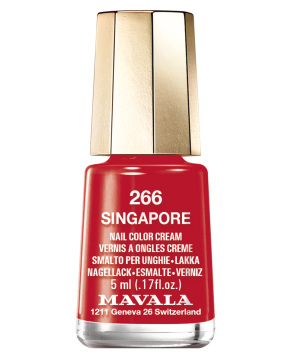 266
SINGAPORE
NAIL COLOR CREAM
VERNIS A ONGLES CREME
SMALTO PER UNGHIE•LAKKA
NAGELLACK•ESMALTE•VERNIZ
5 ml (.17fl.oz.)
MAVALA
1211 Geneva 26 Switzerland